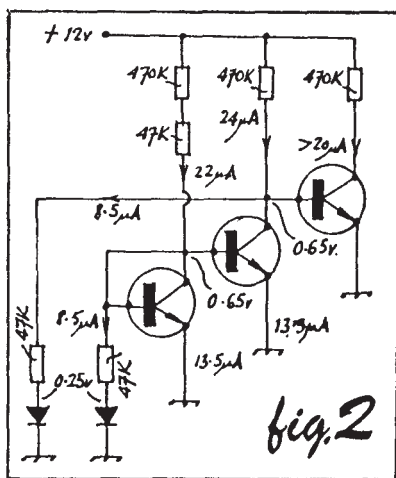 + 12v
470K
470K
470K
47K
24µA
22µA
>20µA
8.5µA
0.65v.
0.65v
8.5µA
13.5µA
13.5µA
47K
47K
0.25v
fig.2